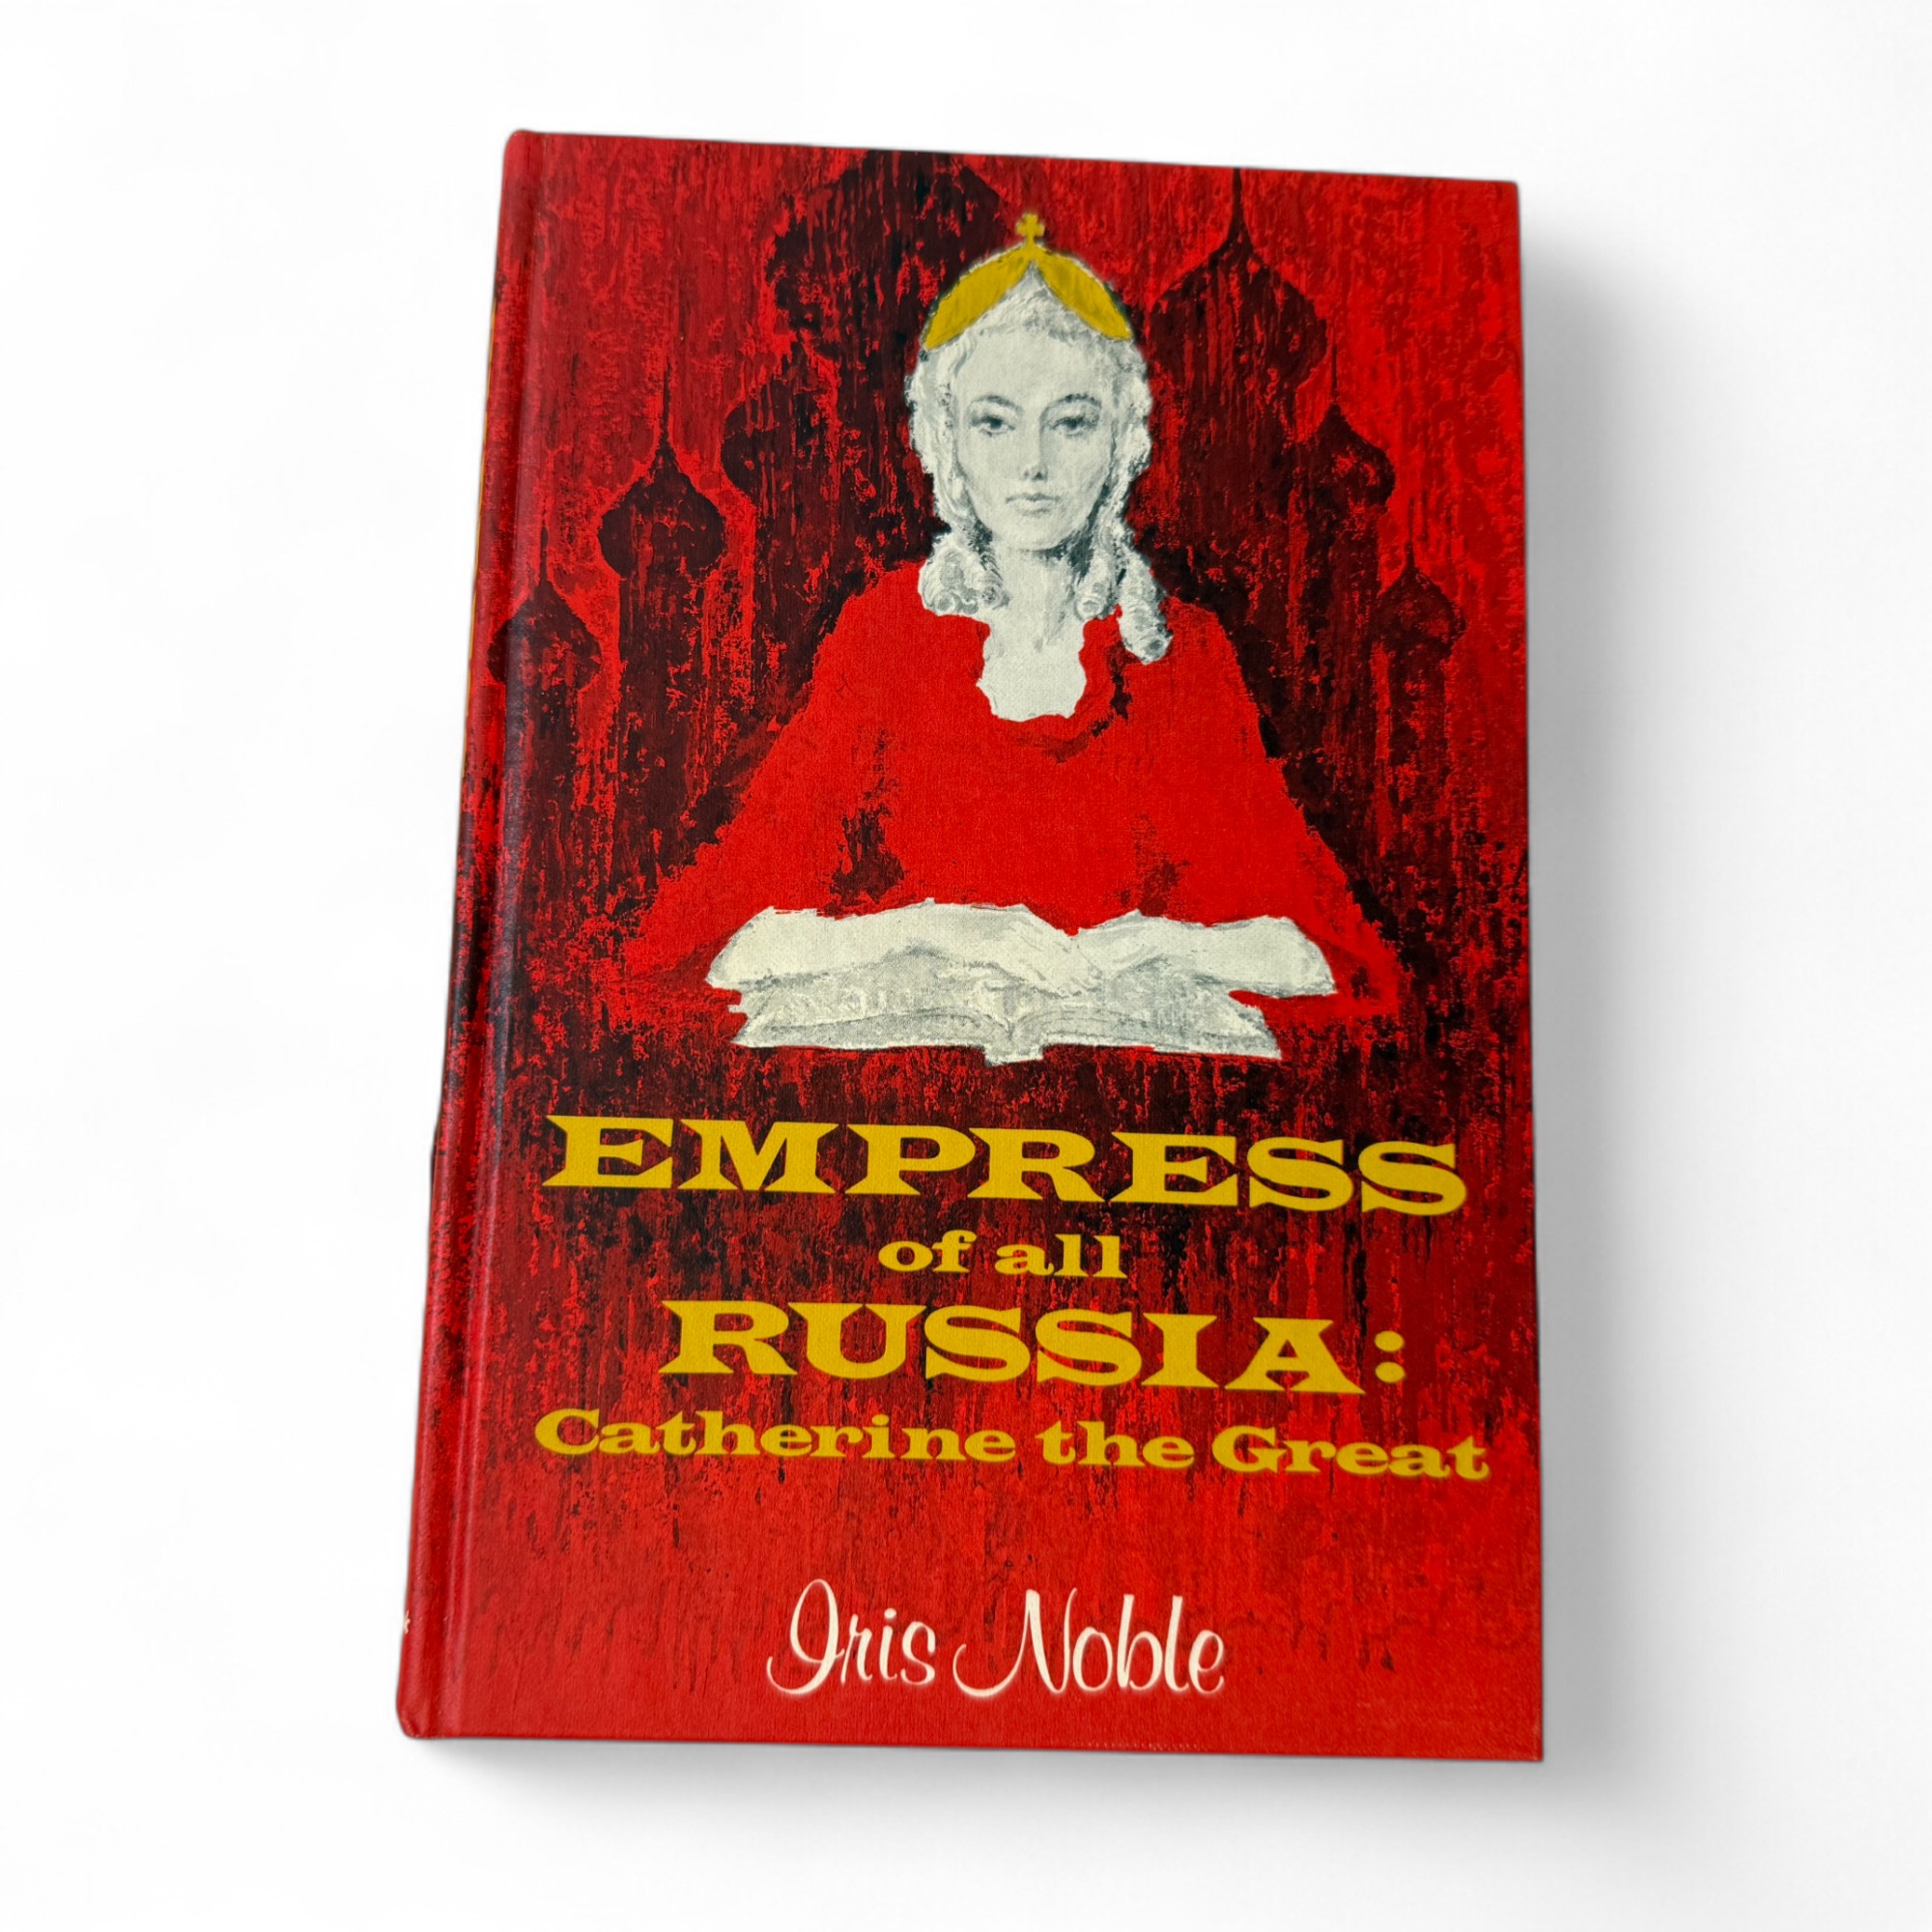 EMPRESS
of all
RUSSIA:
Catherine the Great
Iris Noble